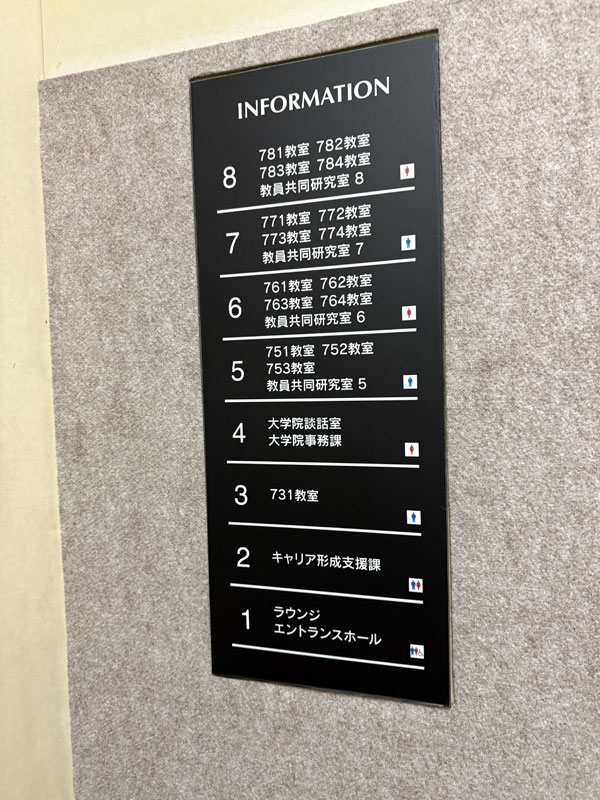 INFORMATION
8
781教室 782教室
783教室 784教室
教員共同研究室 8
7
771教室 772教室
773教室 774教室
教員共同研究室 7
6
761教室 762教室
763教室 764教室
教員共同研究室 6
5
751教室 752教室
753教室
教員共同研究室 5
4
大学院談話室
大学院事務課
3
731教室
2
キャリア形成支援課
1
ラウンジ
エントランスホール